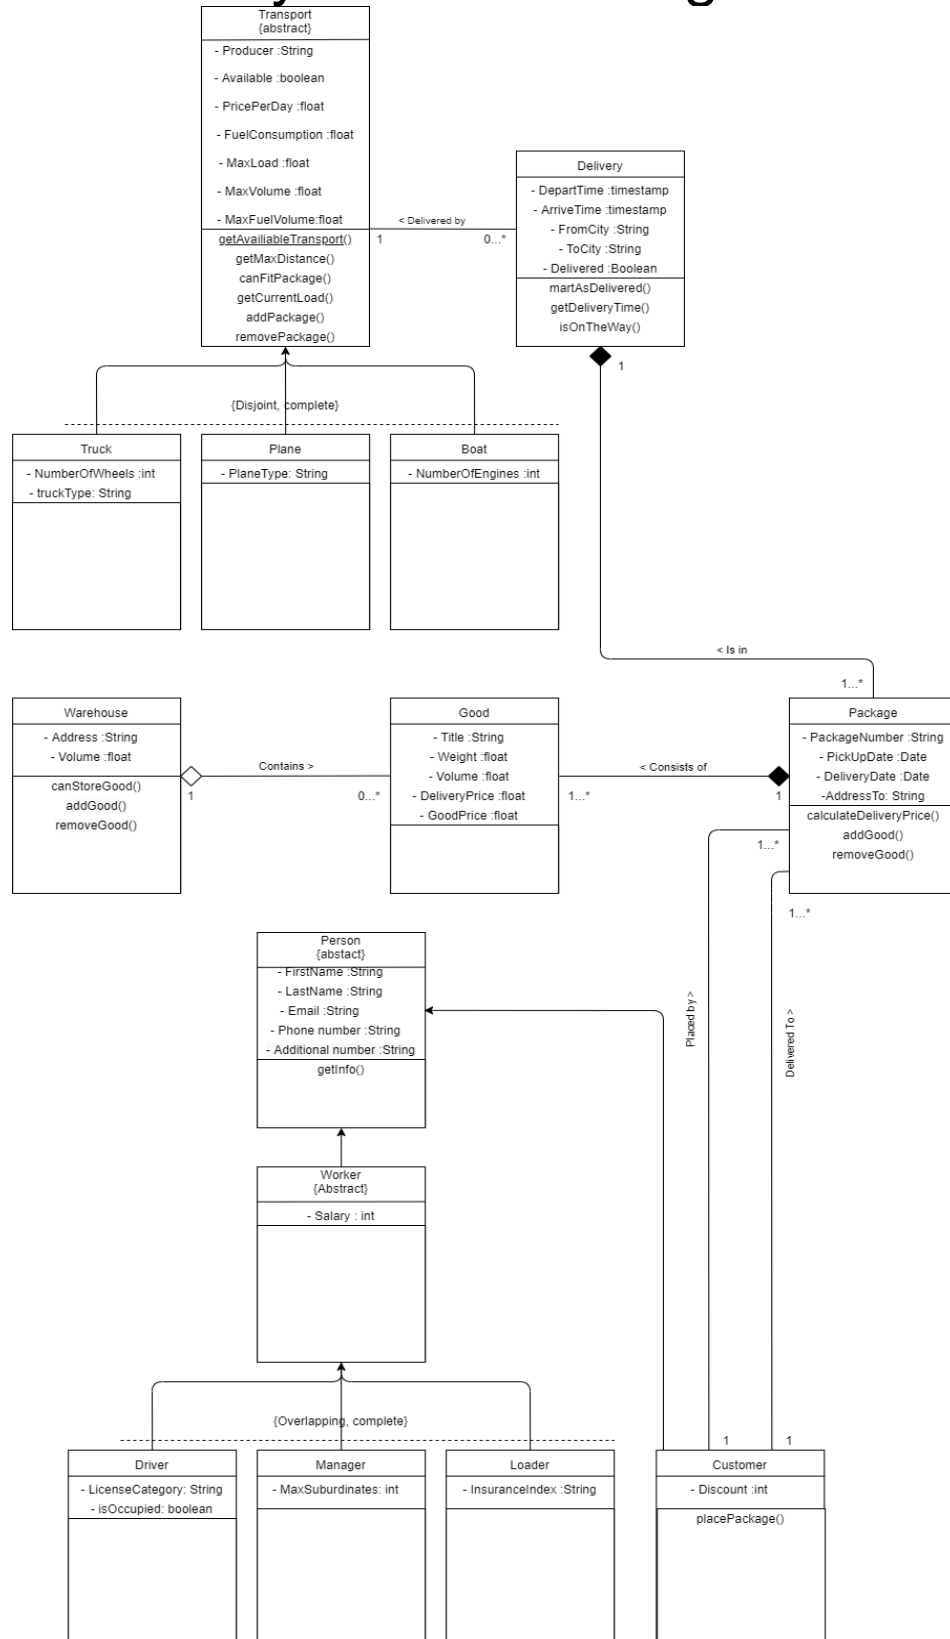 Transport
{abstract}
- Producer :String
- Available :boolean
- PricePerDay :float
- FuelConsumption :float
- MaxLoad :float
- MaxVolume :float
- MaxFuelVolume:float
getAvailiableTransport()
getMaxDistance()
canFitPackage()
getCurrentLoad()
addPackage()
removePackage()
< Delivered by
1
0...*
Delivery
- DepartTime :timestamp
- ArriveTime :timestamp
- FromCity :String
- ToCity :String
- Delivered :Boolean
martAsDelivered()
getDeliveryTime()
isOnTheWay()
1
{Disjoint, complete}
Truck
- NumberOfWheels :int
- truckType: String
Plane
- PlaneType: String
Boat
- NumberOfEngines :int
< Is in
1...*
Warehouse
- Address :String
- Volume :float
canStoreGood()
addGood()
removeGood()
Contains >
1
0...*
Good
- Title :String
- Weight :float
- Volume :float
- DeliveryPrice :float
- GoodPrice :float
< Consists of
1...*
1
Package
- PackageNumber :String
- PickUpDate :Date
- DeliveryDate :Date
-AddressTo: String
calculateDeliveryPrice()
addGood()
removeGood()
1...*
1...*
Placed by >
Delivered To >
Person
{abstact}
- FirstName :String
- LastName :String
- Email :String
- Phone number :String
- Additional number :String
getInfo()
Worker
{Abstract}
- Salary : int
{Overlapping, complete}
1
1
Driver
- LicenseCategory: String
- isOccupied: boolean
Manager
- MaxSuburdinates: int
Loader
- InsuranceIndex :String
Customer
- Discount :int
placePackage()